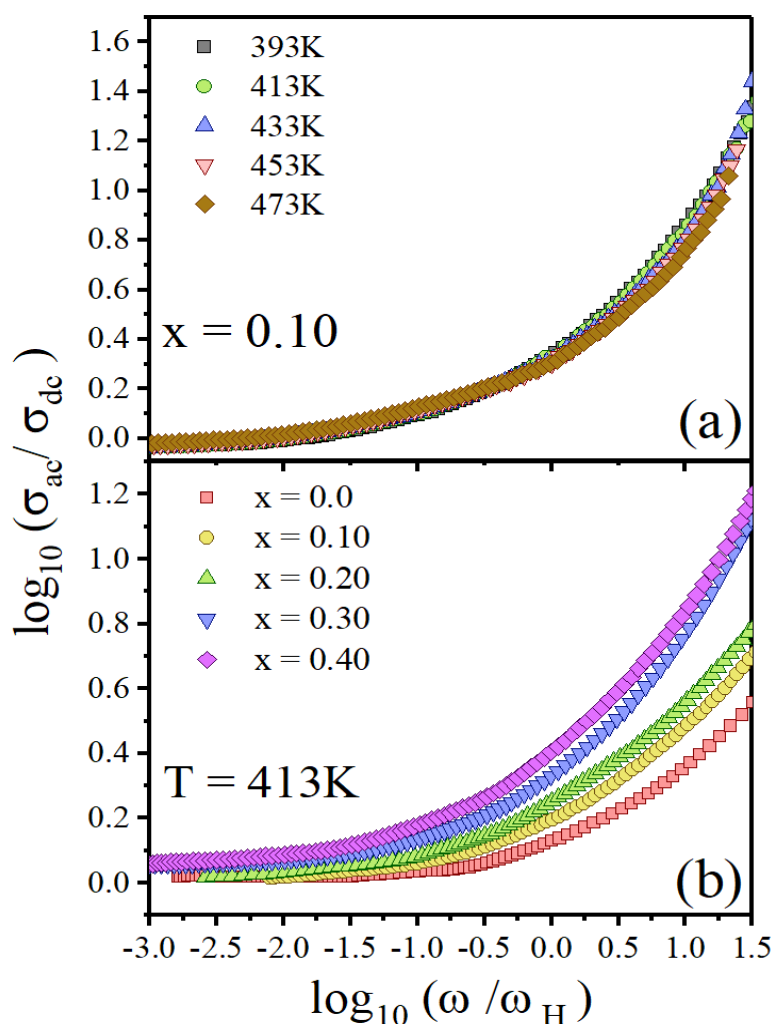 1.6
1.4
1.2
1.0
0.8
0.6
0.4
0.2
0.0
393K
413K
433K
453K
473K
x = 0.10
(a)
log10 (σac/ σdc)
1.2
1.0
0.8
0.6
0.4
0.2
0.0
x = 0.0
x = 0.10
x = 0.20
x = 0.30
x = 0.40
T = 413K
(b)
-3.0 -2.5 -2.0 -1.5 -1.0 -0.5 0.0 0.5 1.0 1.5
log10 (ω /ωH)